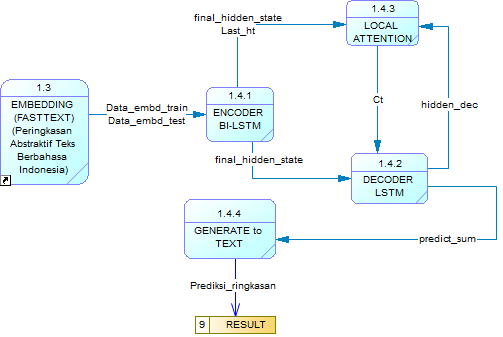 final_hidden_state
Last_ht
1.4.3
LOCAL
ATTENTION
1.3
EMBEDDING
(FASTTEXT)
(Peringkasan
Abstraktif Teks
Berbahasa
Indonesia)
Data_embd_train
Data_embd_test
1.4.1
ENCODER
BI-LSTM
Ct
hidden_dec
final_hidden_state
1.4.2
DECODER
LSTM
1.4.4
GENERATE to
TEXT
predict_sum
Prediksi_ringkasan
9 RESULT